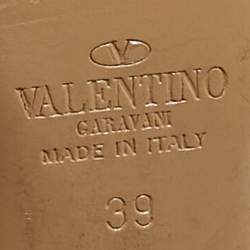 V
VALENTINO
GARAVANI
MADE IN ITALY
39